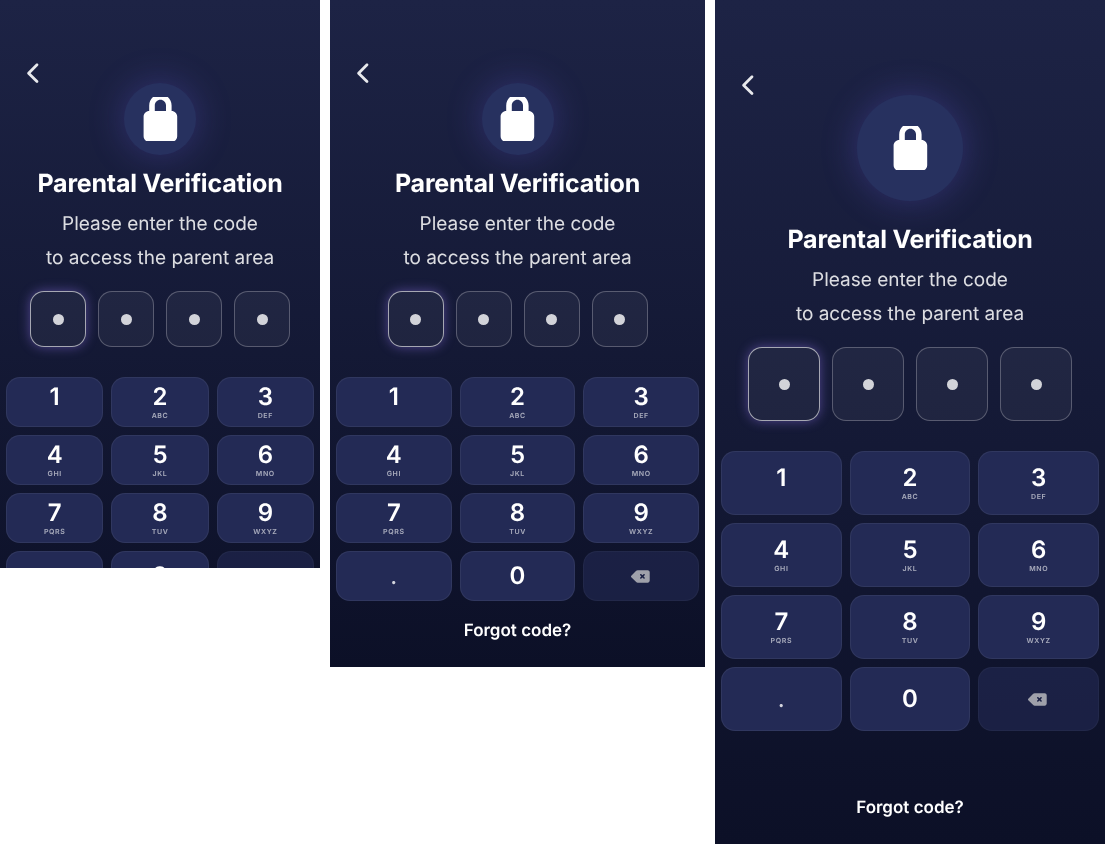 Parental Verification
Please enter the code
to access the parent area
1
2
ABC
3
DEF
4
GHI
5
JKL
6
MNO
7
PQRS
8
TUV
9
WXYZ
Parental Verification
Please enter the code
to access the parent area
1
2
ABC
3
DEF
4
GHI
5
JKL
6
MNO
7
PQRS
8
TUV
9
WXYZ
.
0
Forgot code?
Parental Verification
Please enter the code
to access the parent area
1
2
ABC
3
DEF
4
GHI
5
JKL
6
MNO
7
PQRS
8
TUV
9
WXYZ
.
0
Forgot code?